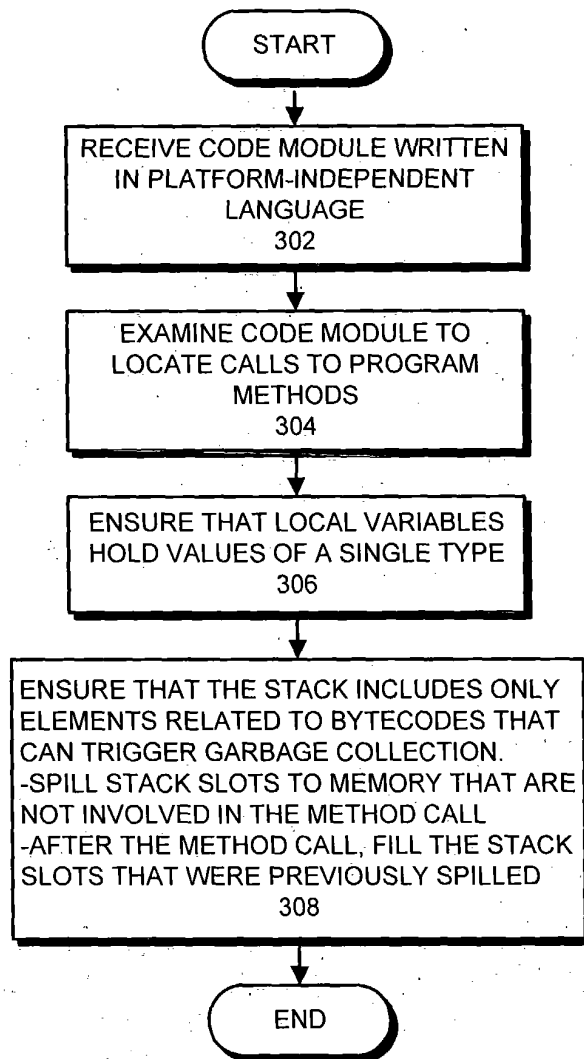 START
RECEIVE CODE MODULE WRITTEN
IN PLATFORM-INDEPENDENT
LANGUAGE
302
EXAMINE CODE MODULE TO
LOCATE CALLS TO PROGRAM
METHODS
304
ENSURE THAT LOCAL VARIABLES
HOLD VALUES OF A SINGLE TYPE
306
ENSURE THAT THE STACK INCLUDES ONLY
ELEMENTS RELATED TO BYTECODES THAT
CAN TRIGGER GARBAGE COLLECTION.
-SPILL STACK SLOTS TO MEMORY THAT ARE
NOT INVOLVED IN THE METHOD CALL
-AFTER THE METHOD CALL, FILL THE STACK
SLOTS THAT WERE PREVIOUSLY SPILLED
308
END